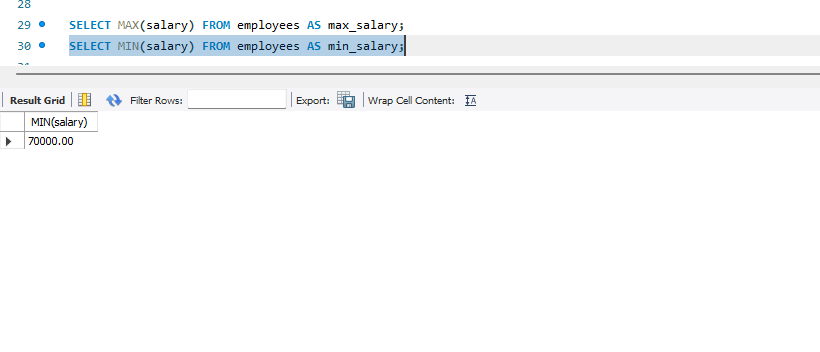 28
29 SELECT MAX(salary) FROM employees AS max_salary;
30 SELECT MIN(salary) FROM employees AS min_salary;
Result Grid Filter Rows: Export: Wrap Cell Content: IA
MIN(salary)
70000.00